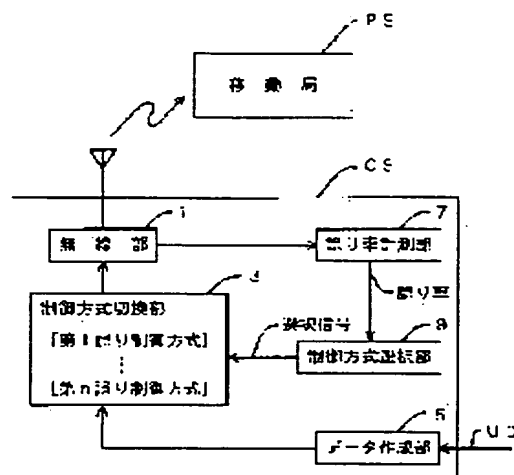 PS
移動局
CS
1
7
無線部
誤り率計測部
3
誤り率
制御方式切換部
選択信号
9
[第1誤り制御方式]
制御方式選択部
⋮
[第n誤り制御方式]
5
データ作成部